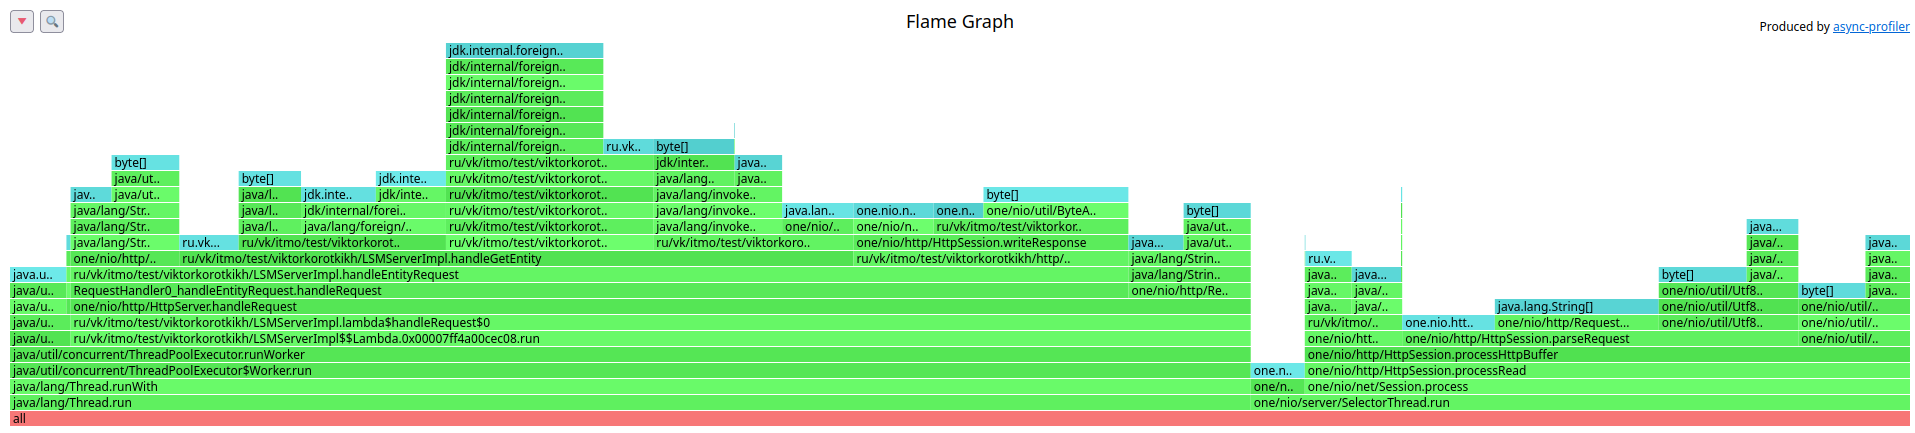 Flame Graph
Produced by async-profiler
jdk.internal.foreign..
jdk/internal/foreign..
jdk/internal/foreign..
jdk/internal/foreign..
jdk/internal/foreign..
jdk/internal/foreign..
jdk/internal/foreign.. ru.vk.. byte[]
byte[] ru/vk/itmo/test/viktorkorot.. jdk/inter.. java..
java/ut.. byte[] jdk.inte.. ru/vk/itmo/test/viktorkorot.. java/lang.. java..
jav.. java/ut.. java/l.. jdk.inte.. jdk/inte.. ru/vk/itmo/test/viktorkorot.. java/lang/invoke.. byte[]
java/lang/Str.. java/l.. jdk/internal/forei.. ru/vk/itmo/test/viktorkorot.. java/lang/invoke.. java.lan.. one.nio.n.. one.n.. one/nio/util/ByteA.. byte[]
java/lang/Str.. java/l.. java/lang/foreign/.. ru/vk/itmo/test/viktorkorot.. java/lang/invoke.. one/nio/.. one/nio/n.. ru/vk/itmo/test/viktorkor.. java/ut.. java...
java/lang/Str.. ru.vk... ru/vk/itmo/test/viktorkorot.. ru/vk/itmo/test/viktorkorot.. ru/vk/itmo/test/viktorkoro.. one/nio/http/HttpSession.writeResponse java... java/ut.. java/.. java..
one/nio/http/.. ru/vk/itmo/test/viktorkorotkikh/LSMServerImpl.handleGetEntity ru/vk/itmo/test/viktorkorotkikh/http/.. java/lang/Strin.. ru.v.. java/.. java..
java.u.. ru/vk/itmo/test/viktorkorotkikh/LSMServerImpl.handleEntityRequest java/lang/Strin.. java.. java... byte[] java/.. java..
java/u.. RequestHandler0_handleEntityRequest.handleRequest one/nio/http/Re.. java.. java/.. one/nio/util/Utf8.. byte[] java..
java/u.. one/nio/http/HttpServer.handleRequest java.. java/.. java.lang.String[] one/nio/util/Utf8.. one/nio/util/..
java/u.. ru/vk/itmo/test/viktorkorotkikh/LSMServerImpl.lambda$handleRequest$0 ru/vk/itmo/.. one.nio.htt.. one/nio/http/Request... one/nio/util/Utf8.. one/nio/util/..
java/u.. ru/vk/itmo/test/viktorkorotkikh/LSMServerImpl$$Lambda.0x00007ff4a00cec08.run one/nio/htt.. one/nio/http/HttpSession.parseRequest one/nio/util/..
java/util/concurrent/ThreadPoolExecutor.runWorker one/nio/http/HttpSession.processHttpBuffer
java/util/concurrent/ThreadPoolExecutor$Worker.run one.n.. one/nio/http/HttpSession.processRead
java/lang/Thread.runWith one/n.. one/nio/net/Session.process
java/lang/Thread.run one/nio/server/SelectorThread.run
all